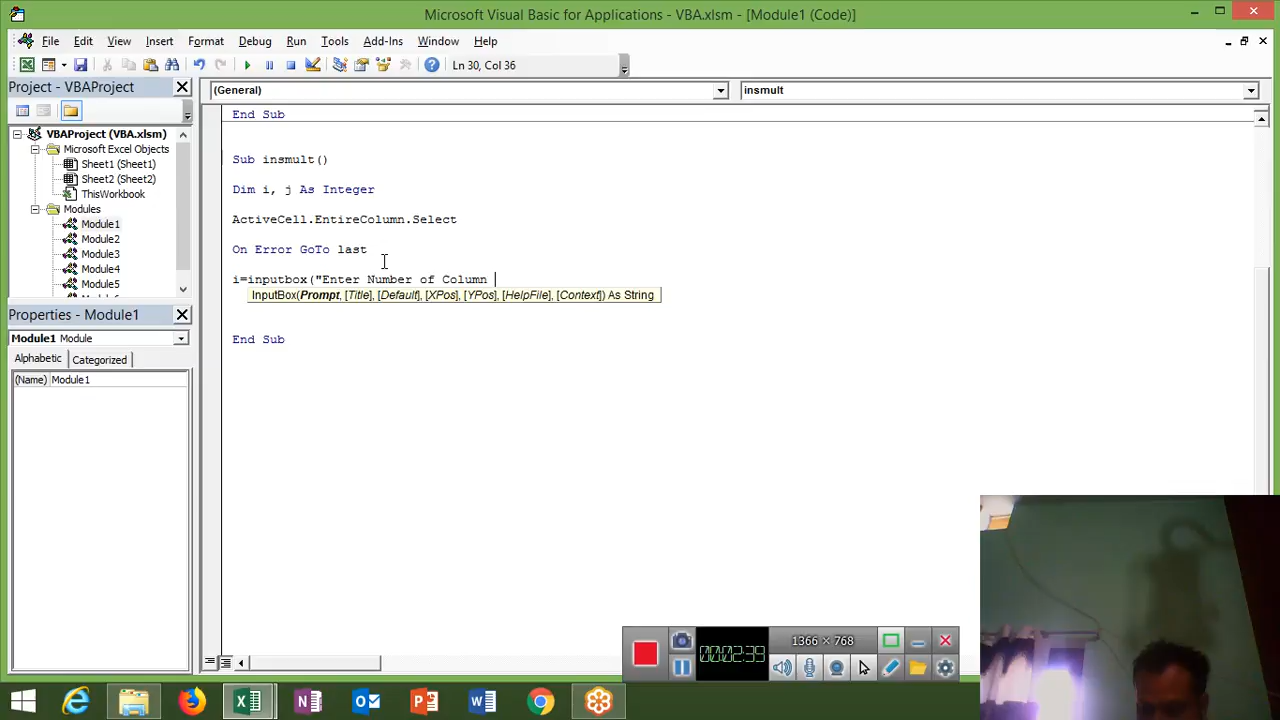 Microsoft Visual Basic for Applications - VBA.xlsm - [Module1 (Code)]
File Edit View Insert Format Debug Run Tools Add-Ins Window Help
Ln 30, Col 36
Project - VBAProject
(General)
insmult
End Sub
VBAProject (VBA.xlsm)
Microsoft Excel Objects
Sheet1 (Sheet1)
Sheet2 (Sheet2)
ThisWorkbook
Modules
Module1
Module2
Module3
Module4
Module5
Sub insmult()
Dim i, j As Integer
ActiveCell.EntireColumn.Select
On Error GoTo last
i=inputbox("Enter Number of Column
InputBox(Prompt, [Title], [Default], [XPos], [YPos], [HelpFile], [Context]) As String
End Sub
Properties - Module1
Module1 Module
Alphabetic Categorized
(Name) Module1
00:02:39
1366 × 768